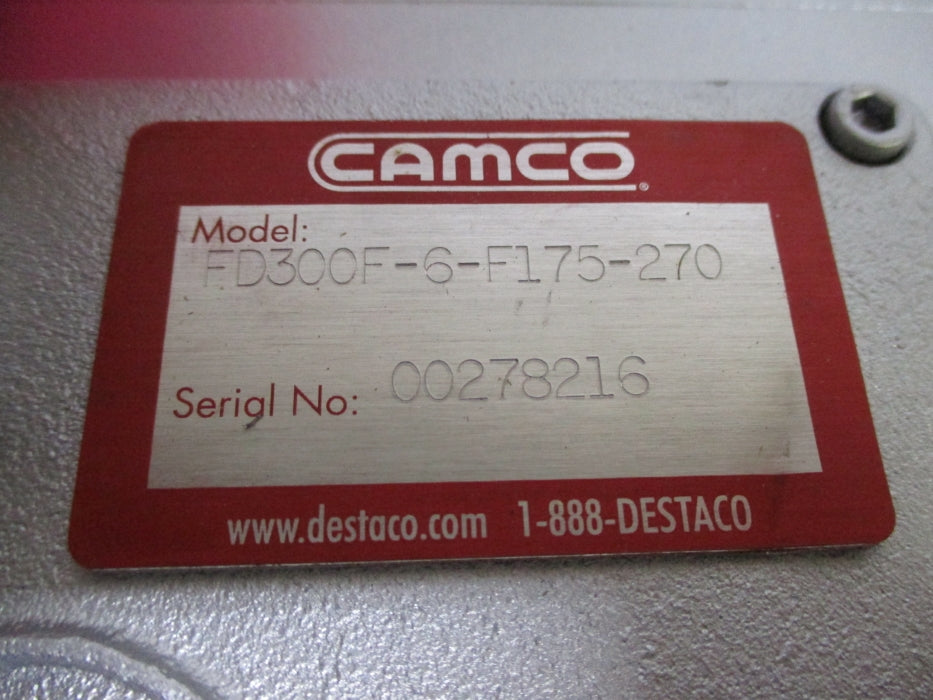 CAMCO®
Model:
FD300F-6-F175-270
Serial No: 00278216
www.destaco.com 1-888-DESTACO